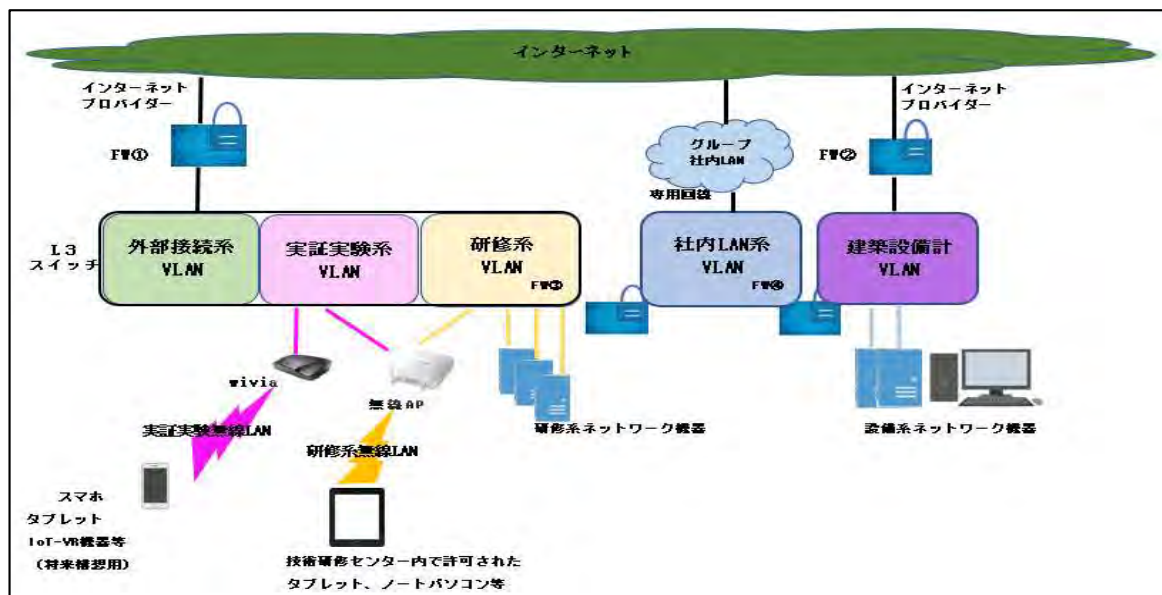 インターネット
インターネット
プロバイダー
インターネット
プロバイダー
FW①
グループ
社内LAN
FW②
専用回線
L3
スイッチ
外部接続系
VLAN
実証実験系
VLAN
研修系
VLAN
FW③
社内LAN系
VLAN
FW④
建築設備計
VLAN
wivia
無線AP
実証実験無線LAN
研修系無線LAN
研修系ネットワーク機器
設備系ネットワーク機器
スマホ
タブレット
IoT-VR機器等
（将来構想用）
技術研修センター内で許可された
タブレット、ノートパソコン等